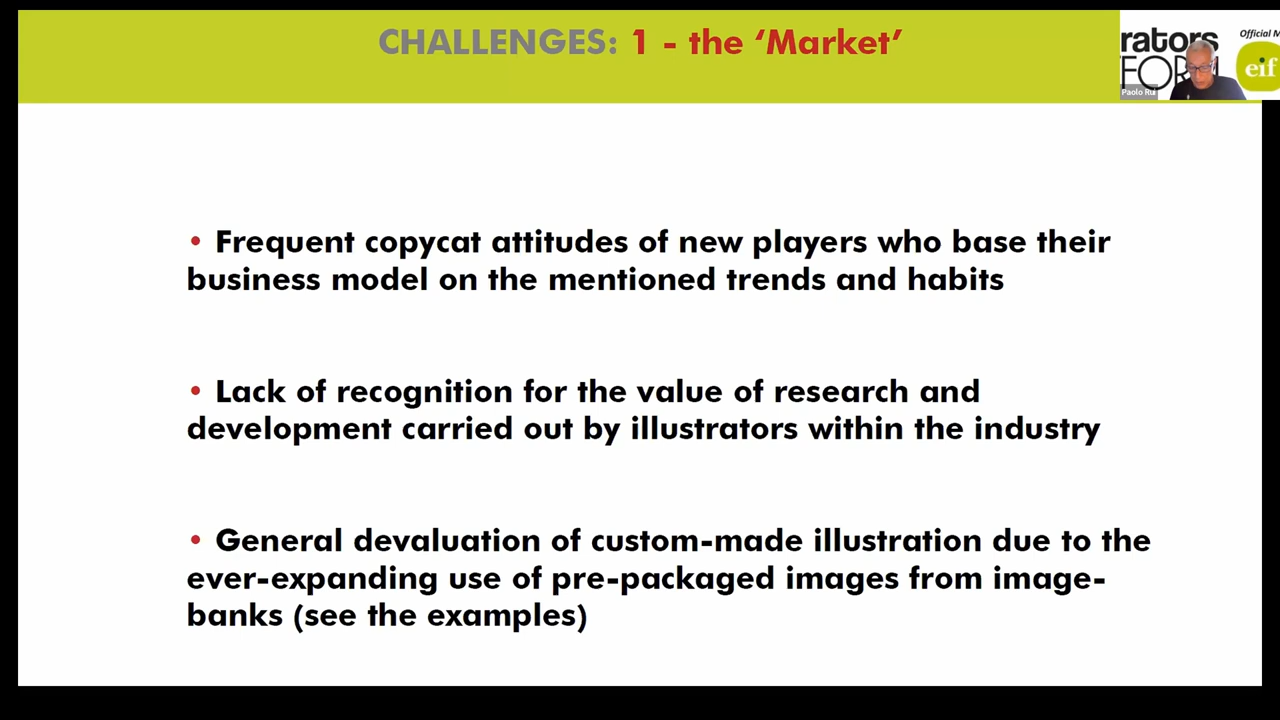 CHALLENGES: 1 - the ‘Market’
rators
FORM
Official M
eif
Paolo Rui
• Frequent copycat attitudes of new players who base their
business model on the mentioned trends and habits
• Lack of recognition for the value of research and
development carried out by illustrators within the industry
• General devaluation of custom-made illustration due to the
ever-expanding use of pre-packaged images from image-
banks (see the examples)